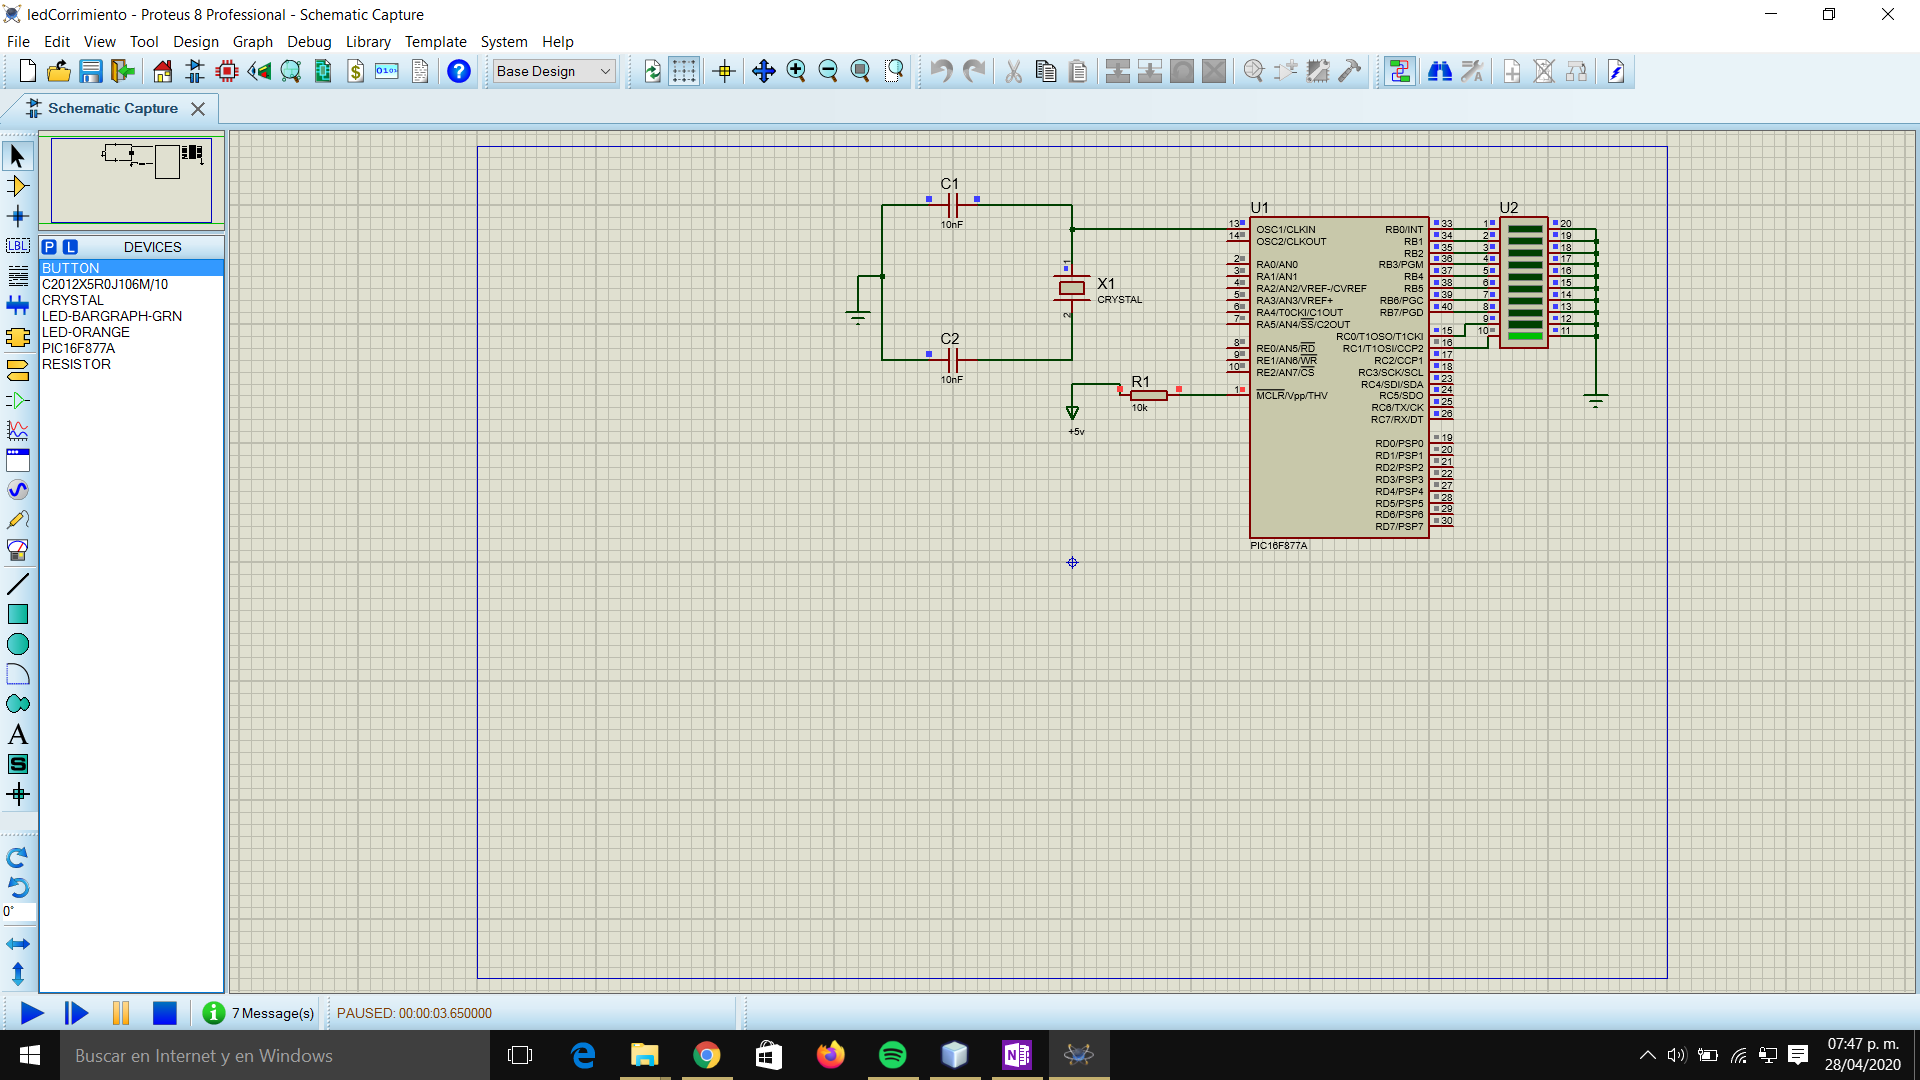 ledCorrimiento - Proteus 8 Professional - Schematic Capture
File Edit View Tool Design Graph Debug Library Template System Help
Base Design
Schematic Capture
P L DEVICES
BUTTON
C2012X5R0J106M/10
CRYSTAL
LED-BARGRAPH-GRN
LED-ORANGE
PIC16F877A
RESISTOR
LBL
A
S
0°
C1
10nF
C2
10nF
X1
CRYSTAL
1
2
R1
10k
+5v
U1
13 OSC1/CLKIN
14 OSC2/CLKOUT
2 RA0/AN0
3 RA1/AN1
4 RA2/AN2/VREF-/CVREF
5 RA3/AN3/VREF+
6 RA4/T0CKI/C1OUT
7 RA5/AN4/SS/C2OUT
8 RE0/AN5/RD
9 RE1/AN6/WR
10 RE2/AN7/CS
1 MCLR/Vpp/THV
RB0/INT 33
RB1 34
RB2 35
RB3/PGM 36
RB4 37
RB5 38
RB6/PGC 39
RB7/PGD 40
RC0/T1OSO/T1CKI 15
RC1/T1OSI/CCP2 16
RC2/CCP1 17
RC3/SCK/SCL 18
RC4/SDI/SDA 23
RC5/SDO 24
RC6/TX/CK 25
RC7/RX/DT 26
RD0/PSP0 19
RD1/PSP1 20
RD2/PSP2 21
RD3/PSP3 22
RD4/PSP4 27
RD5/PSP5 28
RD6/PSP6 29
RD7/PSP7 30
PIC16F877A
U2
1 20
2 19
3 18
4 17
5 16
6 15
7 14
8 13
9 12
10 11
7 Message(s)
PAUSED: 00:00:03.650000
Buscar en Internet y en Windows
07:47 p. m.
28/04/2020